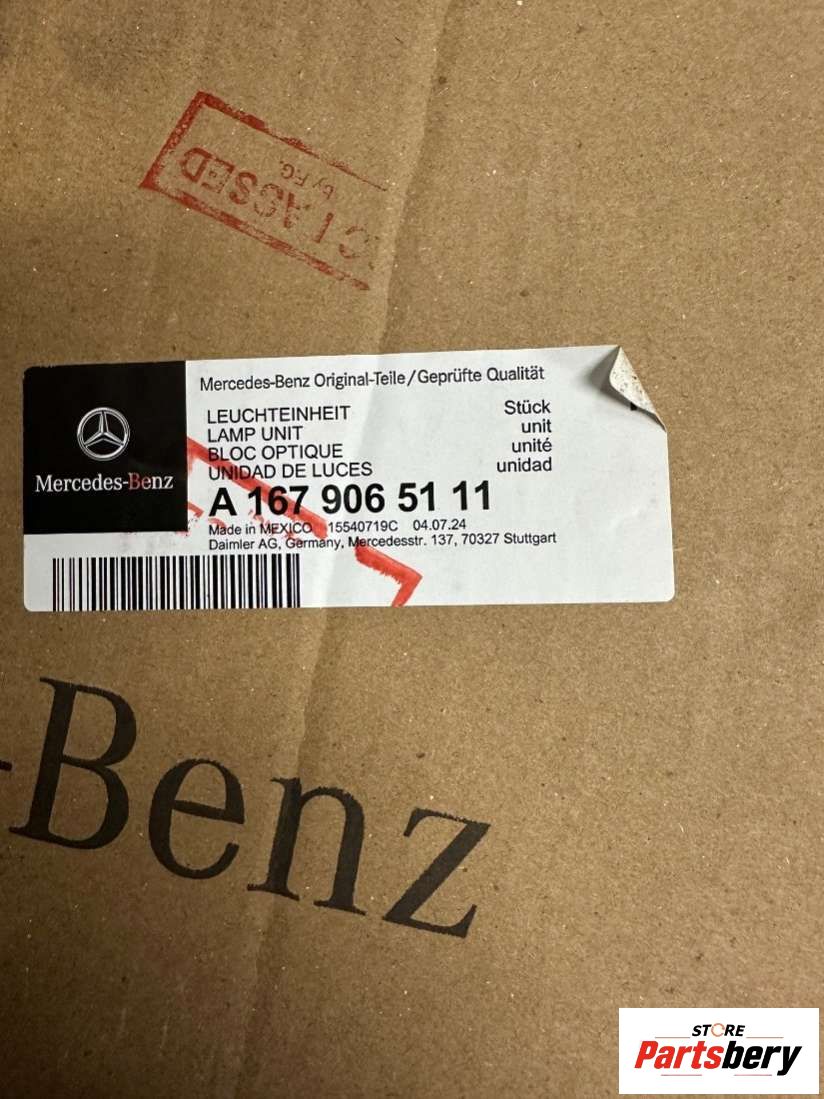 CLASSED
by F.G.
Mercedes-Benz Original-Teile/Geprüfte Qualität
LEUCHTEINHEIT Stück
LAMP UNIT unit
BLOC OPTIQUE unité
UNIDAD DE LUCES unidad
Mercedes-Benz
A 167 906 51 11
Made in MEXICO 15540719C 04.07.24
Daimler AG, Germany, Mercedesstr. 137, 70327 Stuttgart
-Benz
STORE
Partsbery